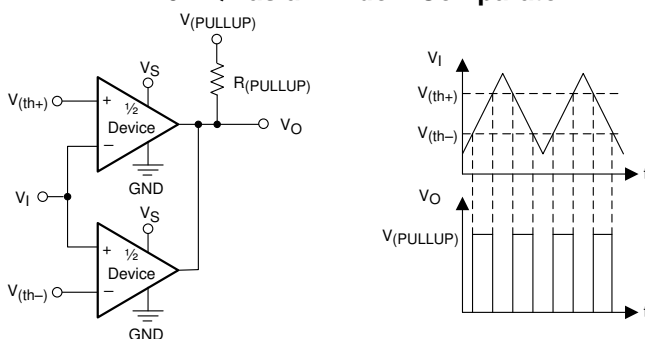 V(PULLUP)
VS
R(PULLUP)
V(th+)
+
½
Device
−
VO
GND
VI
VS
+
½
Device
V(th−)
−
GND
VI
V(th+)
V(th−)
t
VO
V(PULLUP)
t